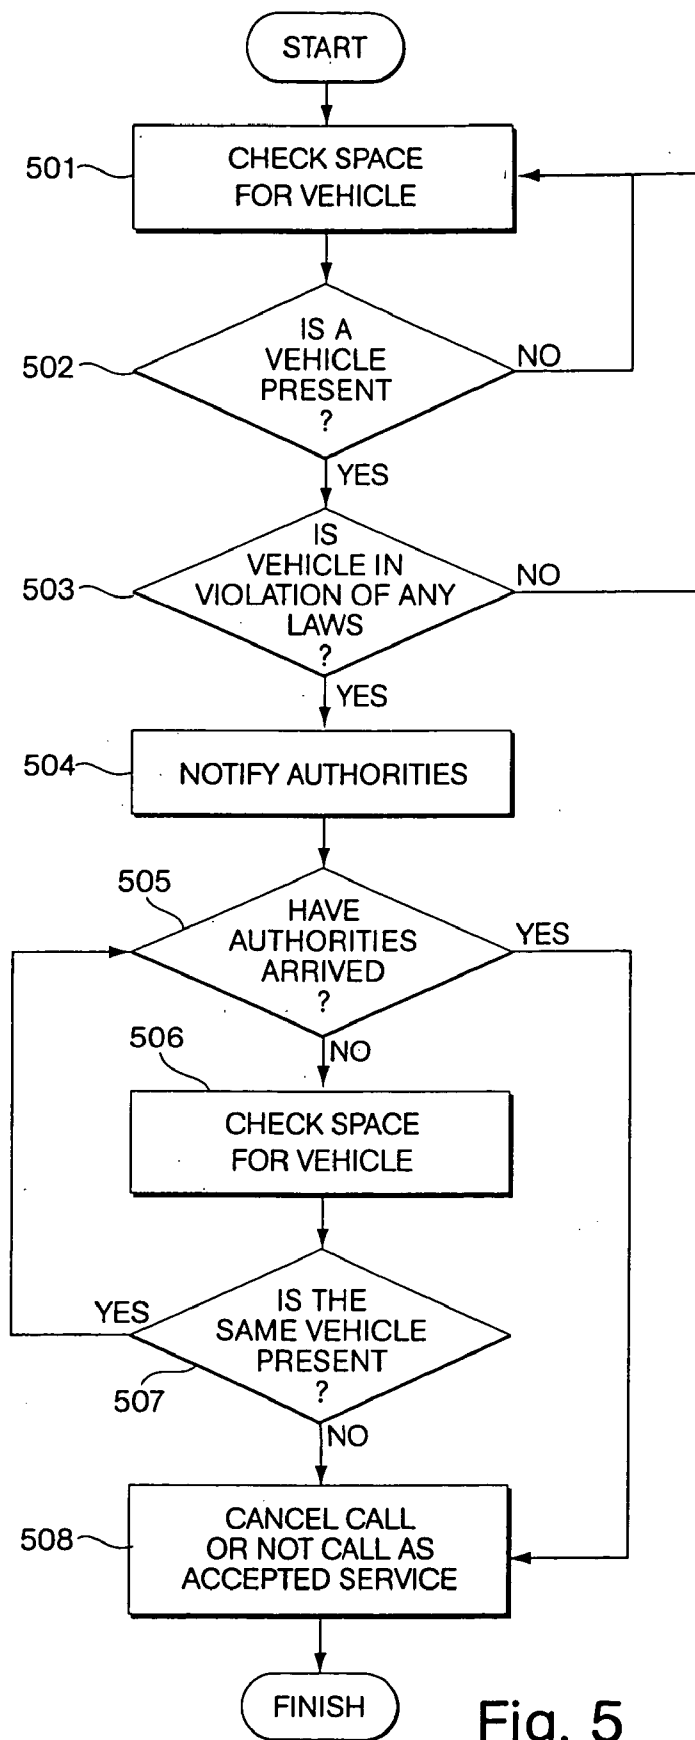 START
501
CHECK SPACE
FOR VEHICLE
IS A
VEHICLE
PRESENT
?
502
NO
YES
IS
VEHICLE IN
VIOLATION OF ANY
LAWS
?
503
NO
YES
504
NOTIFY AUTHORITIES
505
HAVE
AUTHORITIES
ARRIVED
?
YES
NO
506
CHECK SPACE
FOR VEHICLE
YES
IS THE
SAME VEHICLE
PRESENT
?
507
NO
508
CANCEL CALL
OR NOT CALL AS
ACCEPTED SERVICE
FINISH
Fig. 5